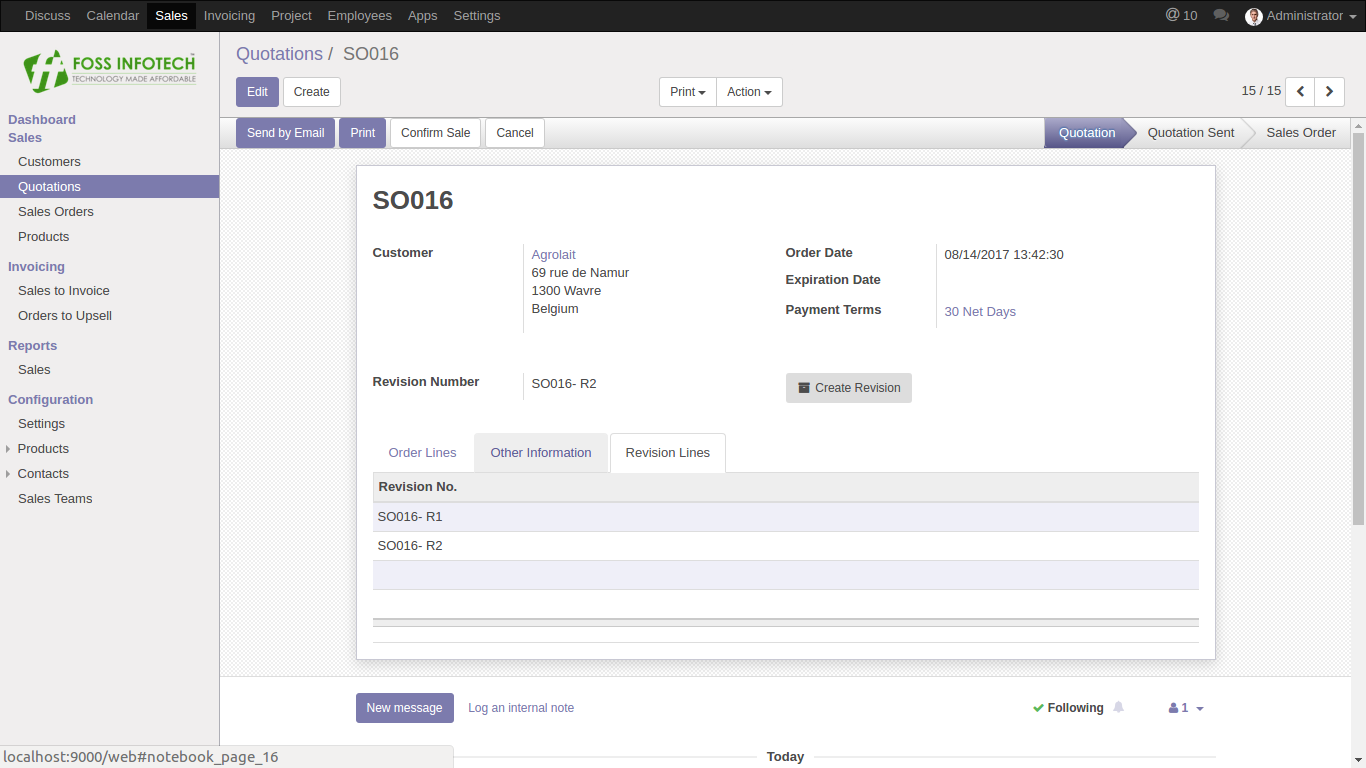 Discuss Calendar Sales Invoicing Project Employees Apps Settings @ 10 Administrator
FOSS INFOTECH™
TECHNOLOGY MADE AFFORDABLE
Quotations / SO016
Edit Create Print Action 15 / 15
Send by Email Print Confirm Sale Cancel Quotation Quotation Sent Sales Order
Dashboard
Sales
Customers
Quotations
Sales Orders
Products
Invoicing
Sales to Invoice
Orders to Upsell
Reports
Sales
Configuration
Settings
Products
Contacts
Sales Teams
SO016
Customer Agrolait
69 rue de Namur
1300 Wavre
Belgium
Order Date 08/14/2017 13:42:30
Expiration Date
Payment Terms 30 Net Days
Revision Number SO016- R2 Create Revision
Order Lines Other Information Revision Lines
Revision No.
SO016- R1
SO016- R2
New message Log an internal note Following 1
Today
localhost:9000/web#notebook_page_16